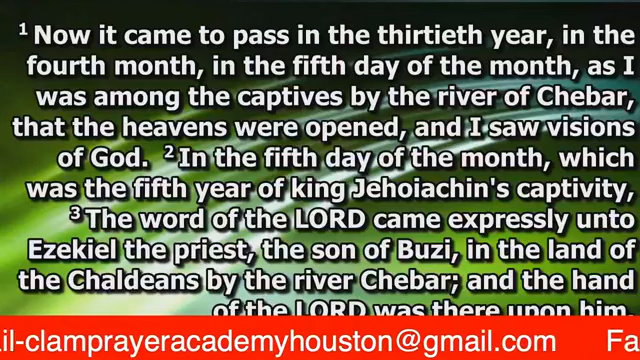 1 Now it came to pass in the thirtieth year, in the
fourth month, in the fifth day of the month, as I
was among the captives by the river of Chebar,
that the heavens were opened, and I saw visions
of God. 2 In the fifth day of the month, which
was the fifth year of king Jehoiachin's captivity,
3 The word of the LORD came expressly unto
Ezekiel the priest, the son of Buzi, in the land of
the Chaldeans by the river Chebar; and the hand
of the LORD was there upon him.
il-clamprayeracademyhouston@gmail.com Fa